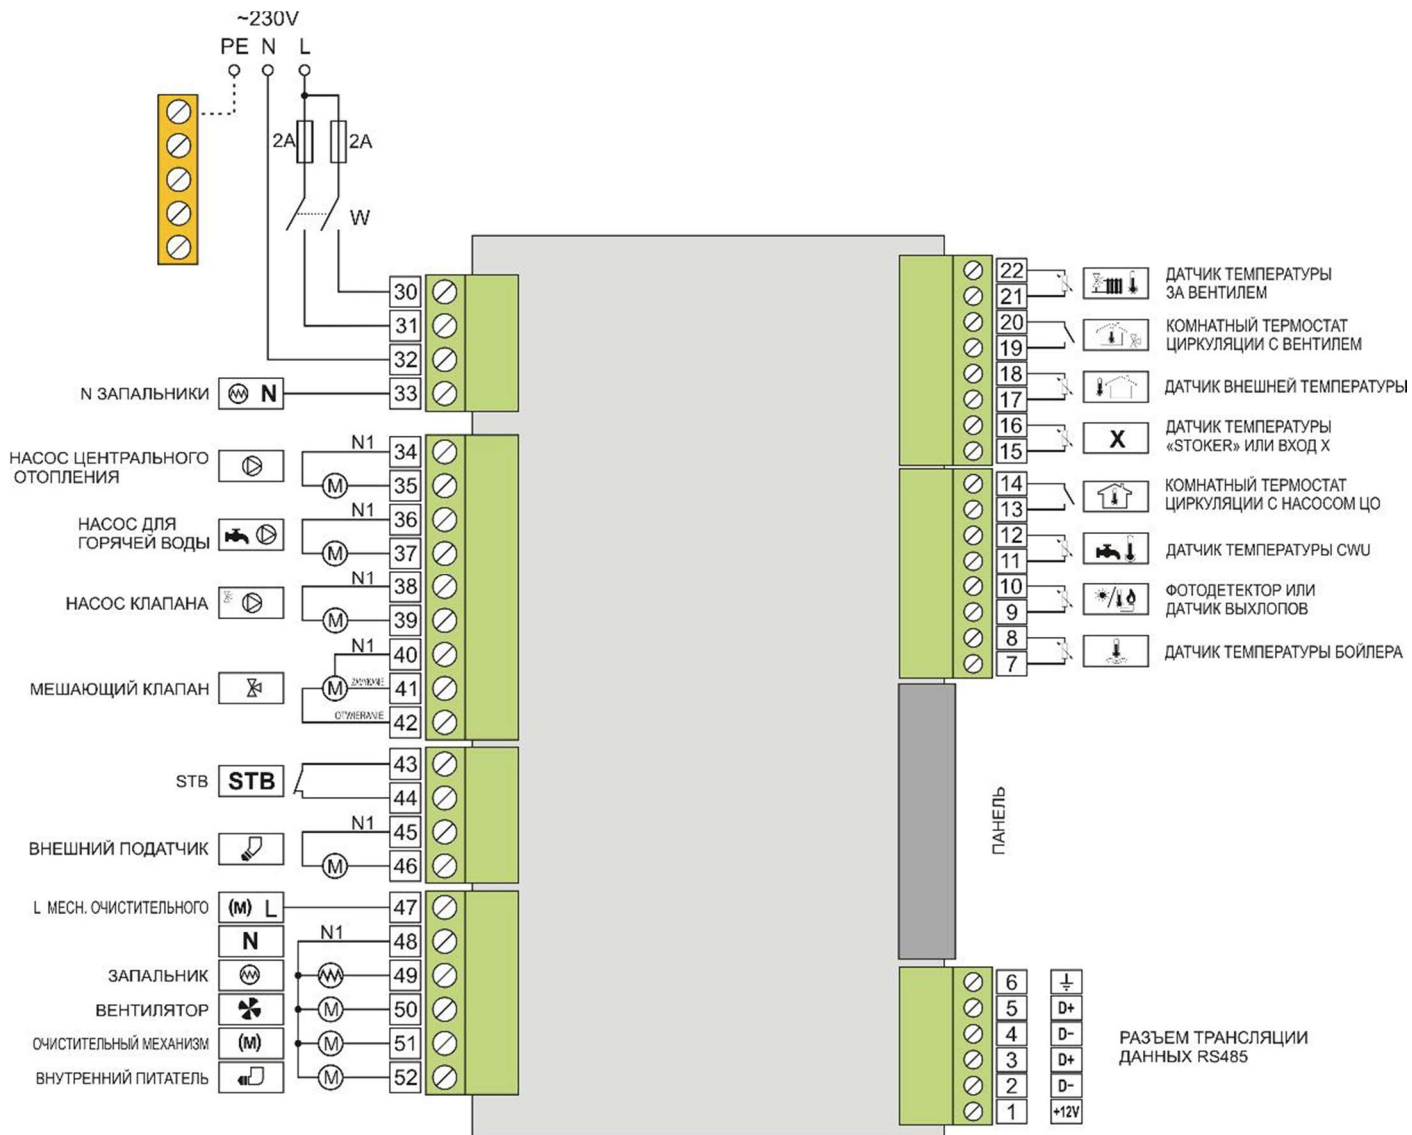 ~230V
PE N L
2A 2A
W
30
31
32
N ЗАПАЛЬНИКИ N 33
НАСОС ЦЕНТРАЛЬНОГО
ОТОПЛЕНИЯ
N1 34
M 35
НАСОС ДЛЯ
ГОРЯЧЕЙ ВОДЫ
N1 36
M 37
НАСОС КЛАПАНА
N1 38
M 39
МЕШАЮЩИЙ КЛАПАН
N1 40
M ZAMYKANIE 41
OTWIERANIE 42
STB STB
43
44
ВНЕШНИЙ ПОДАТЧИК
N1 45
M 46
L МЕСН. ОЧИСТИТЕЛЬНОГО (M) L 47
N N1 48
ЗАПАЛЬНИК 49
ВЕНТИЛЯТОР M 50
ОЧИСТИТЕЛЬНЫЙ МЕХАНИЗМ (M) M 51
ВНУТРЕННИЙ ПИТАТЕЛЬ M 52
22
21
ДАТЧИК ТЕМПЕРАТУРЫ
ЗА ВЕНТИЛЕМ
20
19
КОМНАТНЫЙ ТЕРМОСТАТ
ЦИРКУЛЯЦИИ С ВЕНТИЛЕМ
18
17
ДАТЧИК ВНЕШНЕЙ ТЕМПЕРАТУРЫ
16
15
X
ДАТЧИК ТЕМПЕРАТУРЫ
«STOKER» ИЛИ ВХОД X
14
13
КОМНАТНЫЙ ТЕРМОСТАТ
ЦИРКУЛЯЦИИ С НАСОСОМ ЦО
12
11
ДАТЧИК ТЕМПЕРАТУРЫ CWU
10
9
ФОТОДЕТЕКТОР ИЛИ
ДАТЧИК ВЫХЛОПОВ
8
7
ДАТЧИК ТЕМПЕРАТУРЫ БОЙЛЕРА
ПАНЕЛЬ
6
5 D+
4 D-
3 D+
2 D-
1 +12V
РАЗЪЕМ ТРАНСЛЯЦИИ
ДАННЫХ RS485